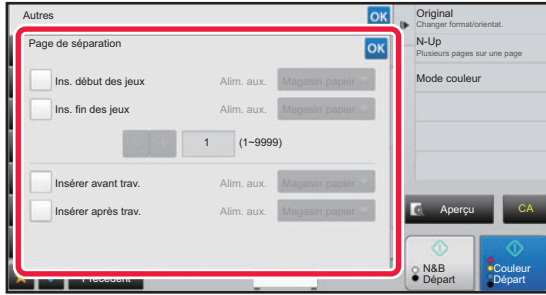 Autres
OK
Page de séparation
OK
Ins. début des jeux
Alim. aux.
Magasin papier
Ins. fin des jeux
Alim. aux.
Magasin papier
1
(1~9999)
Insérer avant trav.
Alim. aux.
Magasin papier
Insérer après trav.
Alim. aux.
Magasin papier
Précédent
Original
Changer format/orientat.
N-Up
Plusieurs pages sur une page
Mode couleur
Aperçu
CA
N&B
Départ
Couleur
Départ